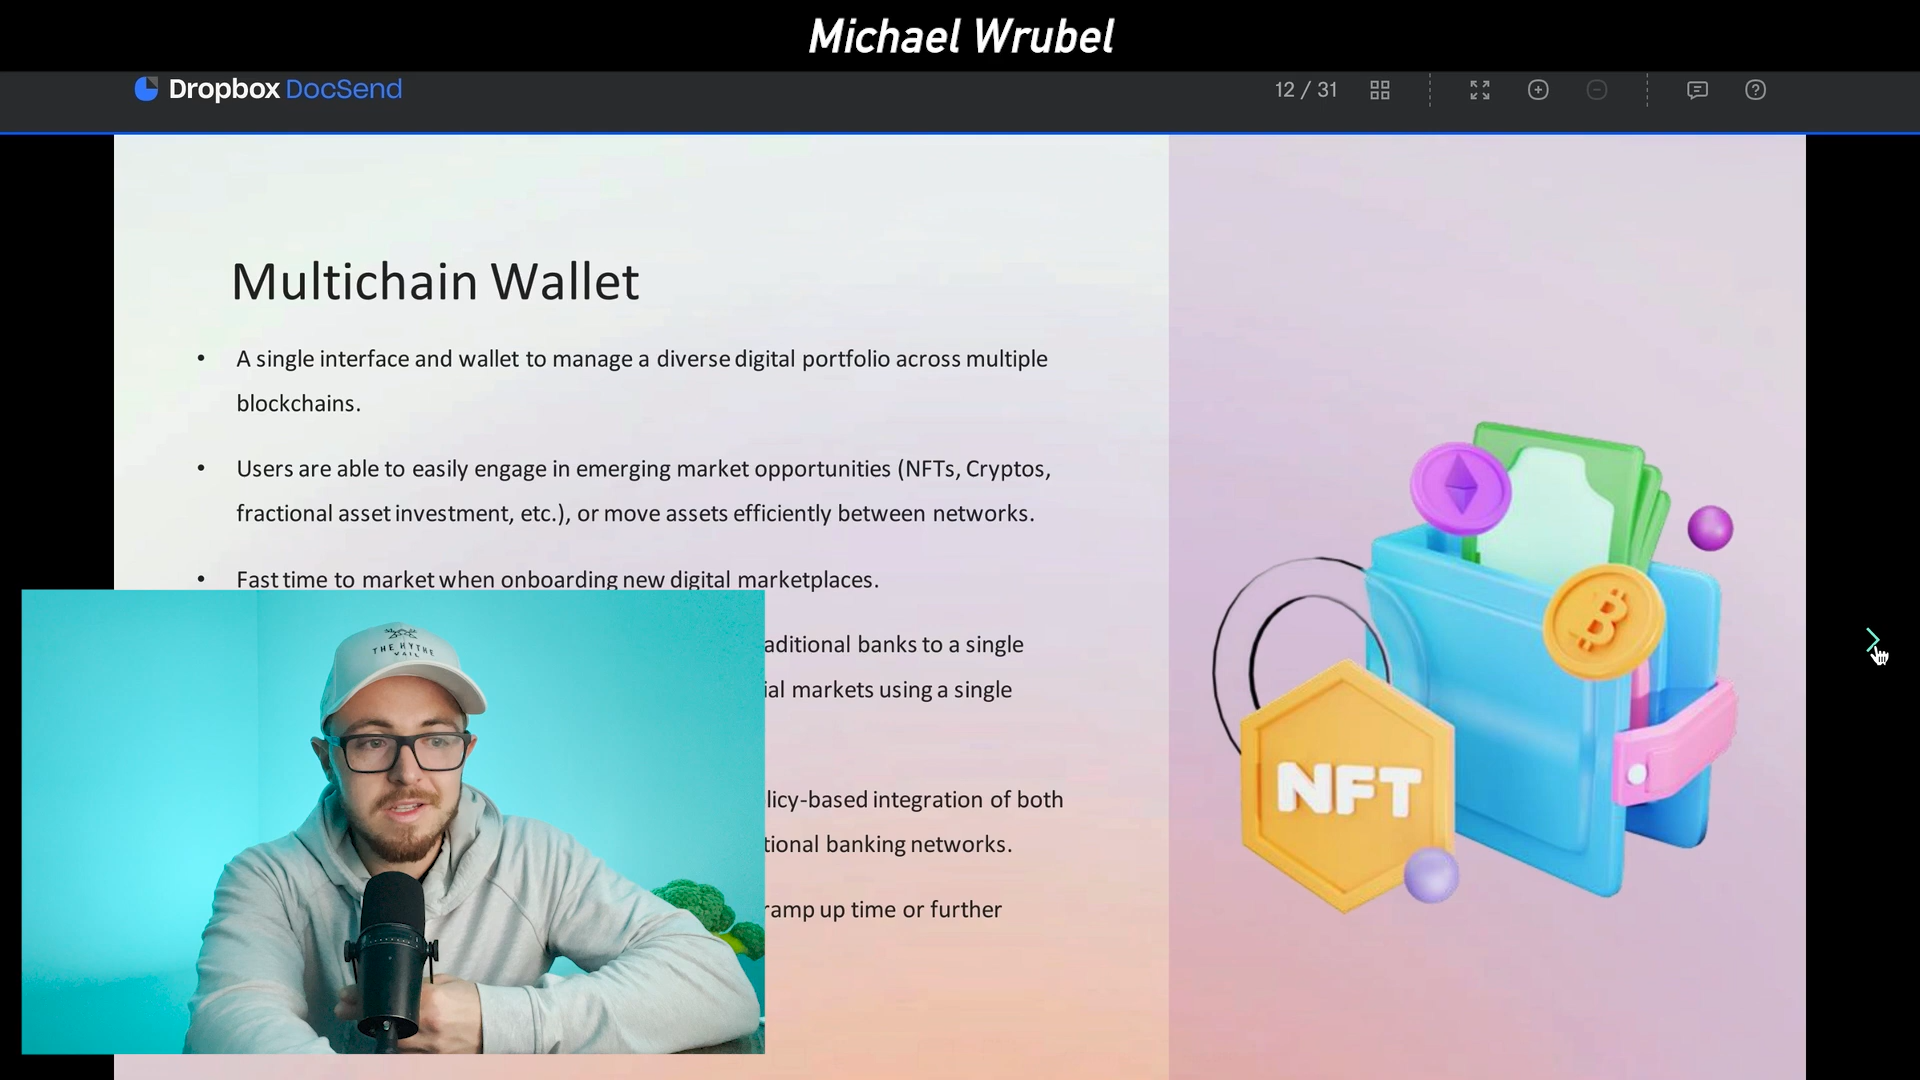 Michael Wrubel
Dropbox DocSend
12 / 31
Multichain Wallet
• A single interface and wallet to manage a diverse digital portfolio across multiple
blockchains.
• Users are able to easily engage in emerging market opportunities (NFTs, Cryptos,
fractional asset investment, etc.), or move assets efficiently between networks.
• Fast time to market when onboarding new digital marketplaces.
aditional banks to a single
ial markets using a single
licy-based integration of both
tional banking networks.
ramp up time or further
THE HYTHE
VAIL
NFT